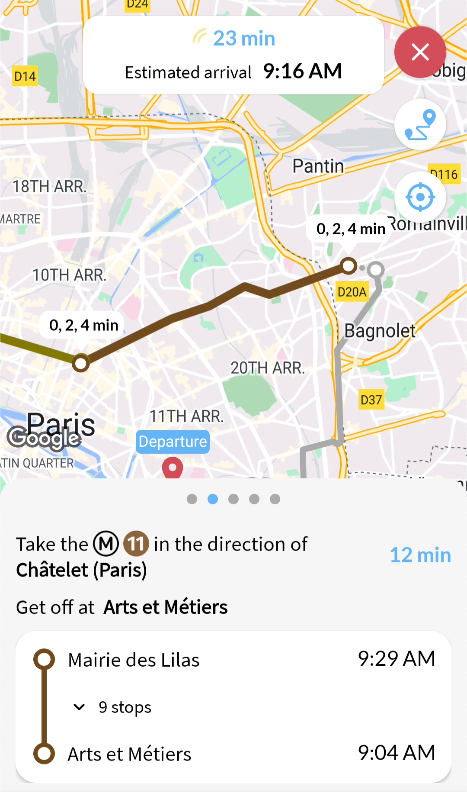 D24
23 min
Estimated arrival 9:16 AM
D14
Pantin
D116
18TH ARR.
MARTRE
Romainvill
0, 2, 4 min
10TH ARR.
D20A
0, 2, 4 min
Bagnolet
20TH ARR.
D37
11TH ARR.
Paris
Google
Departure
TIN QUARTER
Take the M 11 in the direction of
Châtelet (Paris)
12 min
Get off at Arts et Métiers
Mairie des Lilas 9:29 AM
9 stops
Arts et Métiers 9:04 AM